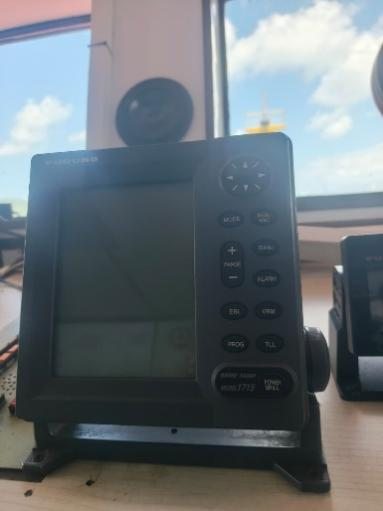 FURUNO
MODE
+
RANGE
−
GAIN
ALARM
EBL
VRM
PROG
TLL
MARINE RADAR
MODEL 1715
POWER
BRILL